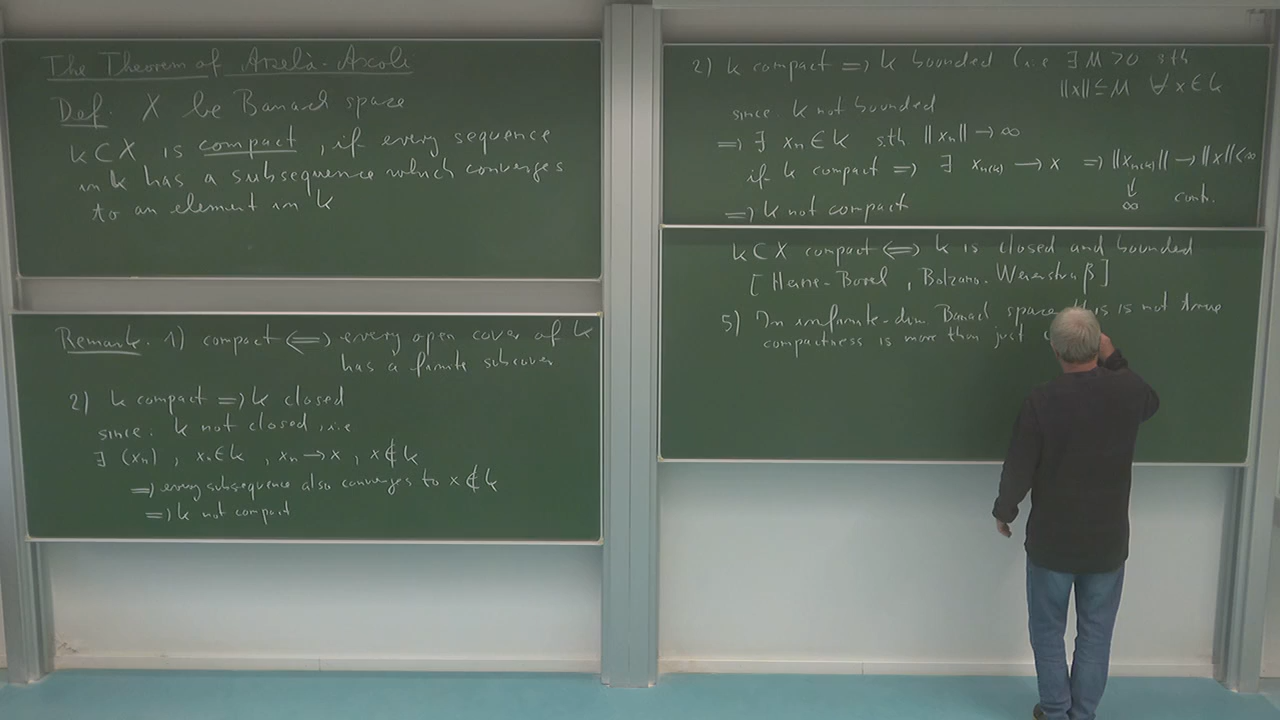 The Theorem of Arzelà-Ascoli
Def. X be Banach space
K ⊂ X is compact, if every sequence
in K has a subsequence which converges
to an element in K
Remark. 1) compact ⟺ every open cover of K
has a finite subcover
2) K compact ⟹ K closed
since: K not closed, i.e
∃ (xₙ), xₙ ∈ K, xₙ → x, x ∉ K
⟹ every subsequence also converges to x ∉ K
⟹ K not compact
2) K compact ⟹ K bounded (i.e ∃ M > 0 sth
||x|| ≤ M ∀ x ∈ K
since: K not bounded
⟹ ∃ xₙ ∈ K s.th ||xₙ|| → ∞
if K compact ⟹ ∃ xₙ₍ₖ₎ → x ⟹ ||xₙ₍ₖ₎|| → ||x|| < ∞
↓
∞ contr.
⟹ K not compact
K ⊂ X compact ⟺ K is closed and bounded
[Heine-Borel, Bolzano-Weierstraß]
5) In infinite-dim Banach space this is not true
compactness is more than just